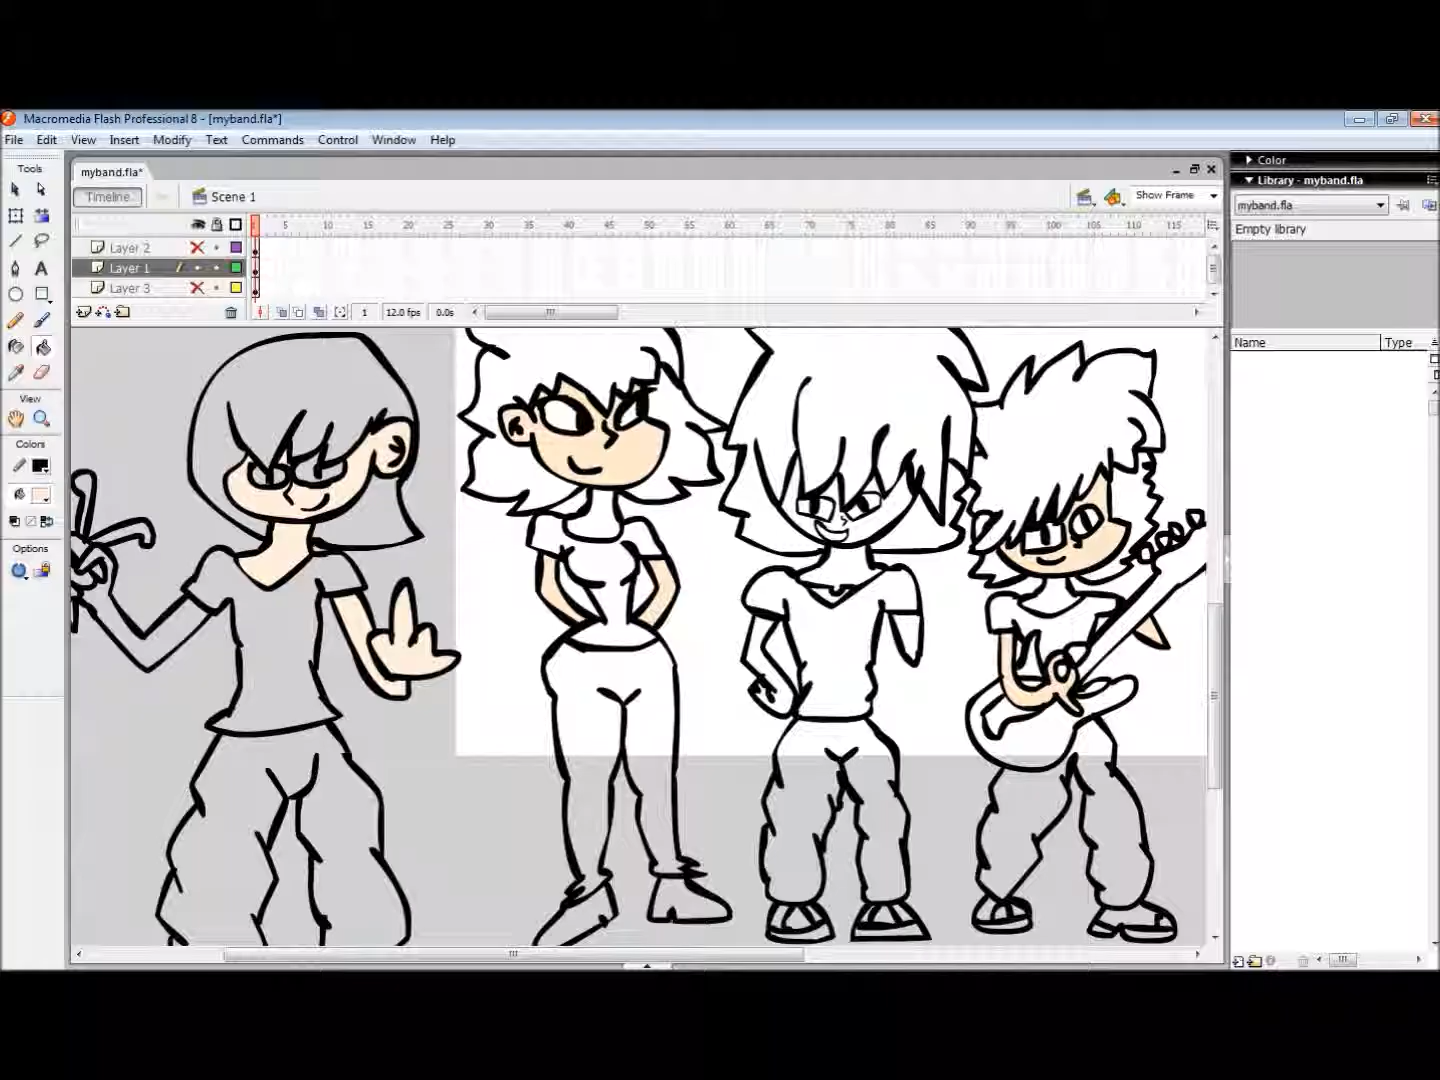 Macromedia Flash Professional 8 - [myband.fla*]
File Edit View Insert Modify Text Commands Control Window Help
Tools
myband.fla*
Color
Library - myband.fla
Timeline
Scene 1
Show Frame
myband.fla
5 10 15 20 25 30 35 40 45 50 55 60 65 70 75 80 85 90 95 100 105 110 115
Empty library
Layer 2
Layer 1
Layer 3
1 12.0 fps 0.0s
A
Name Type
View
Colors
Options